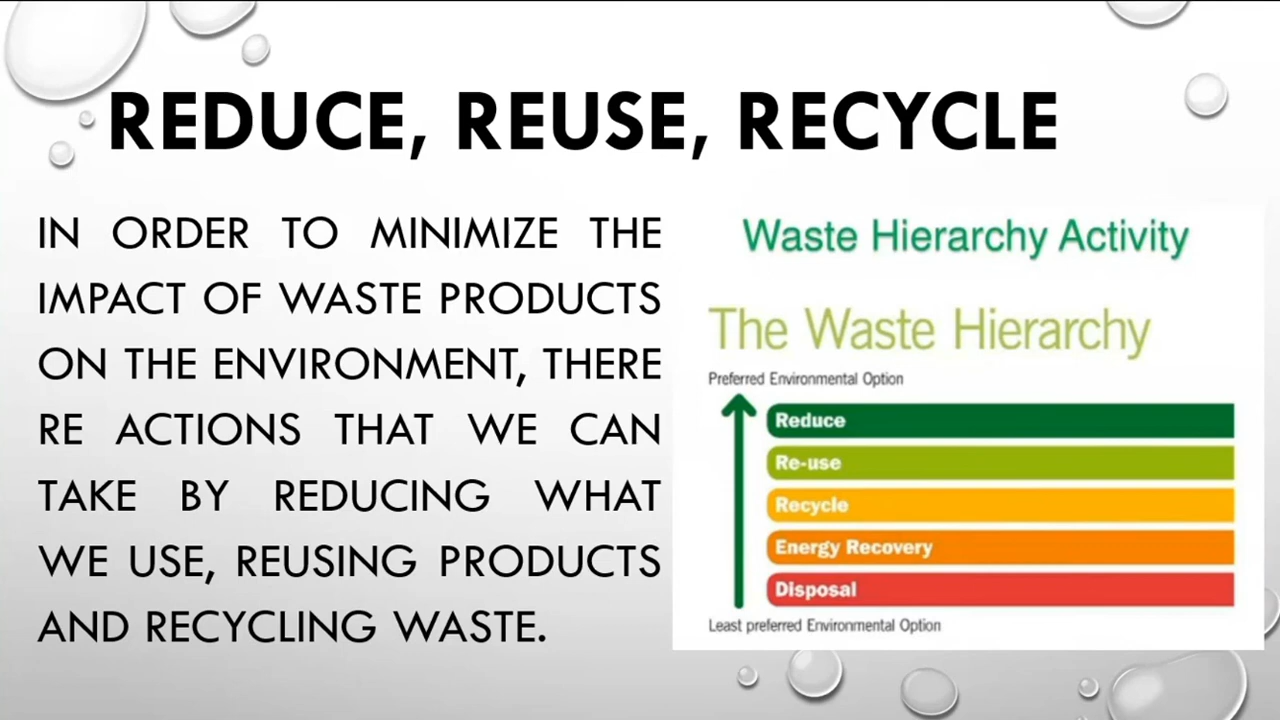 REDUCE, REUSE, RECYCLE
IN ORDER TO MINIMIZE THE
IMPACT OF WASTE PRODUCTS
ON THE ENVIRONMENT, THERE
RE ACTIONS THAT WE CAN
TAKE BY REDUCING WHAT
WE USE, REUSING PRODUCTS
AND RECYCLING WASTE.
Waste Hierarchy Activity
The Waste Hierarchy
Preferred Environmental Option
Reduce
Re-use
Recycle
Energy Recovery
Disposal
Least preferred Environmental Option